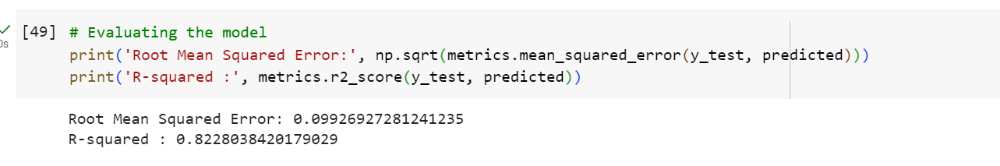 [49] # Evaluating the model
0s
print('Root Mean Squared Error:', np.sqrt(metrics.mean_squared_error(y_test, predicted)))
print('R-squared :', metrics.r2_score(y_test, predicted))
Root Mean Squared Error: 0.09926927281241235
R-squared : 0.8228038420179029